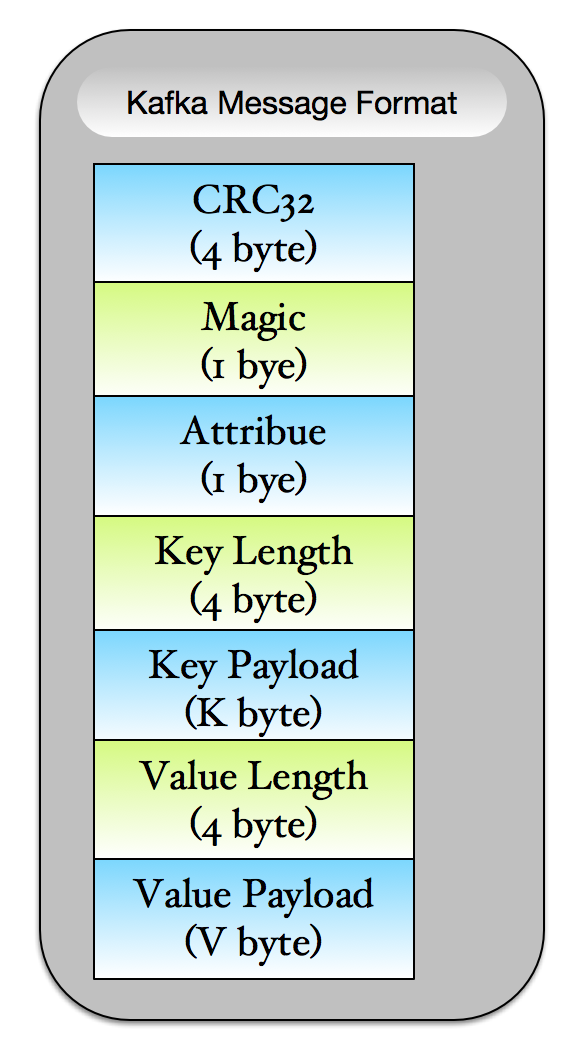 Kafka Message Format
CRC32
(4 byte)
Magic
(1 bye)
Attribue
(1 bye)
Key Length
(4 byte)
Key Payload
(K byte)
Value Length
(4 byte)
Value Payload
(V byte)